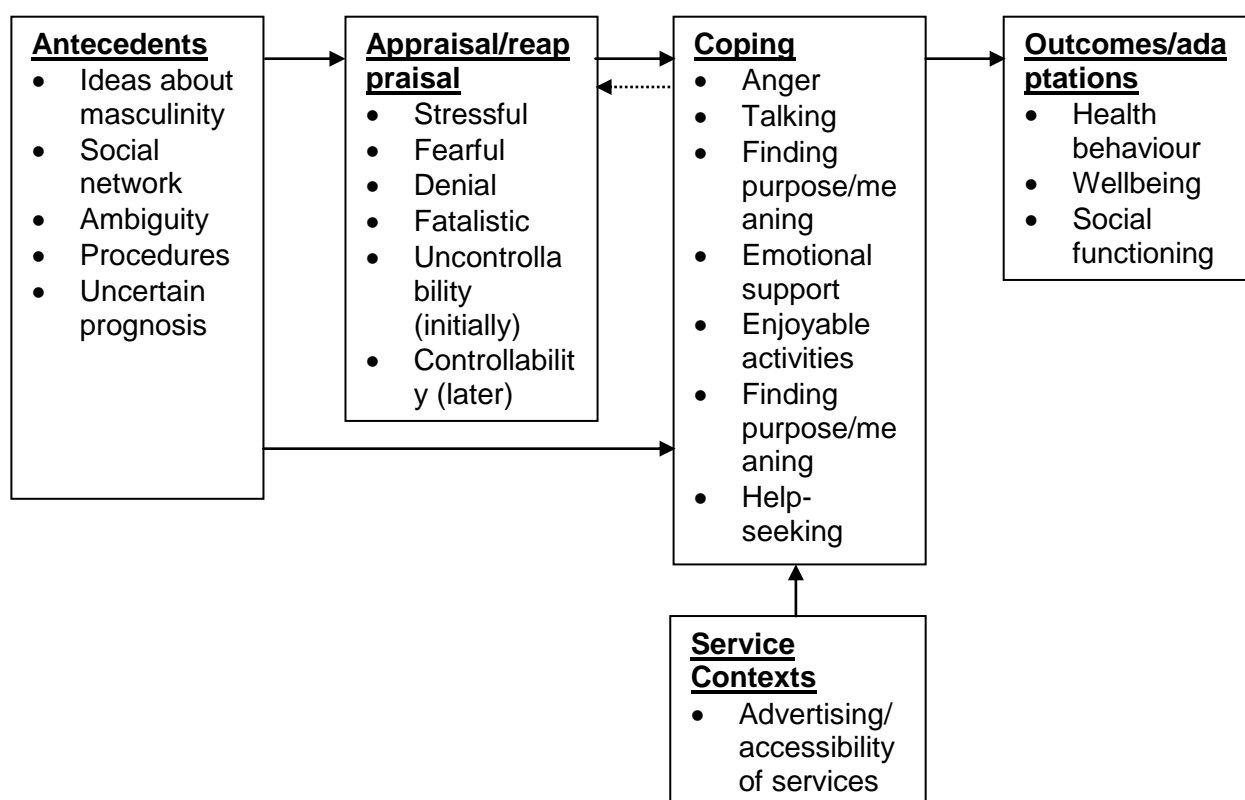 Antecedents
• Ideas about
masculinity
• Social
network
• Ambiguity
• Procedures
• Uncertain
prognosis
Appraisal/reap
praisal
• Stressful
• Fearful
• Denial
• Fatalistic
• Uncontrolla
bility
(initially)
• Controllabilit
y (later)
Coping
• Anger
• Talking
• Finding
purpose/me
aning
• Emotional
support
• Enjoyable
activities
• Finding
purpose/me
aning
• Help-
seeking
Outcomes/ada
ptations
• Health
behaviour
• Wellbeing
• Social
functioning
Service
Contexts
• Advertising/
accessibility
of services